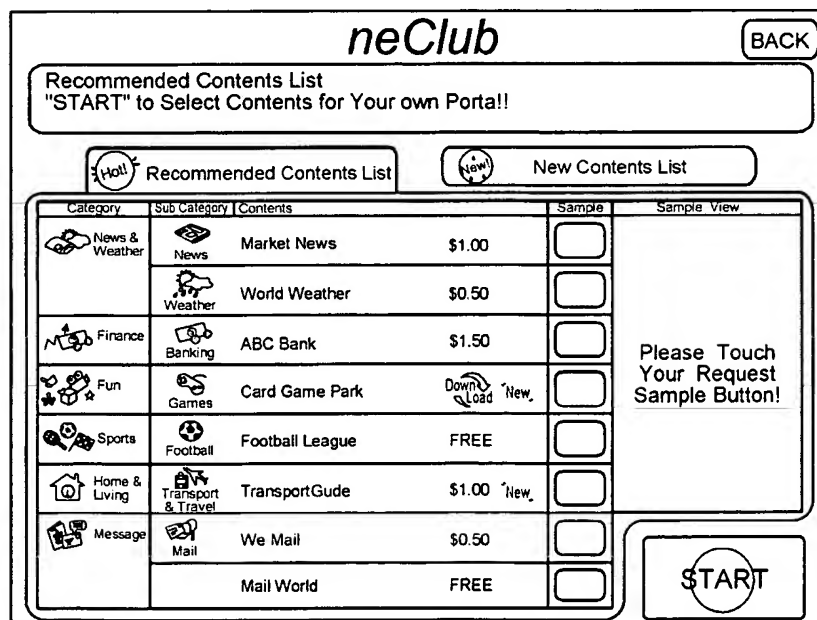 neClub
BACK
Recommended Contents List
"START" to Select Contents for Your own Porta!!
Hot! Recommended Contents List
New! New Contents List
Category Sub Category Contents Sample Sample View
News & Weather News Market News $1.00
Weather World Weather $0.50
Finance Banking ABC Bank $1.50
Fun Games Card Game Park Down Load New
Sports Football Football League FREE
Home & Living Transport & Travel TransportGude $1.00 New
Message Mail We Mail $0.50
Mail World FREE
Please Touch
Your Request
Sample Button!
START